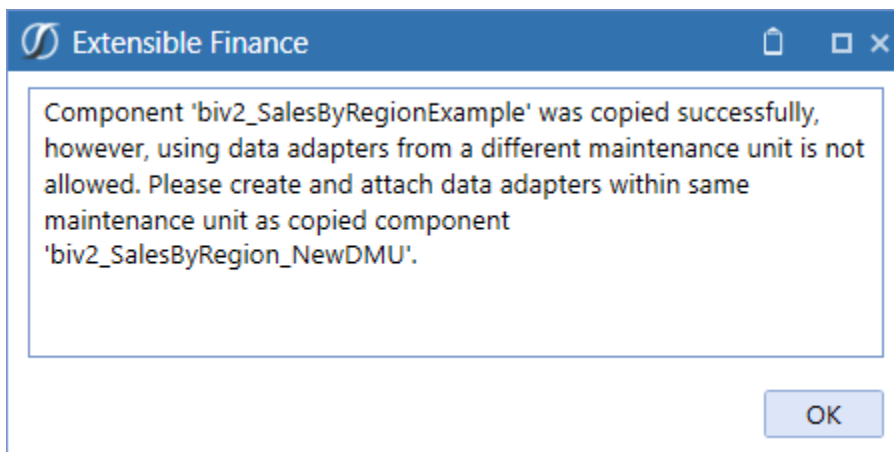 Extensible Finance
Component 'biv2_SalesByRegionExample' was copied successfully,
however, using data adapters from a different maintenance unit is not
allowed. Please create and attach data adapters within same
maintenance unit as copied component
'biv2_SalesByRegion_NewDMU'.
OK